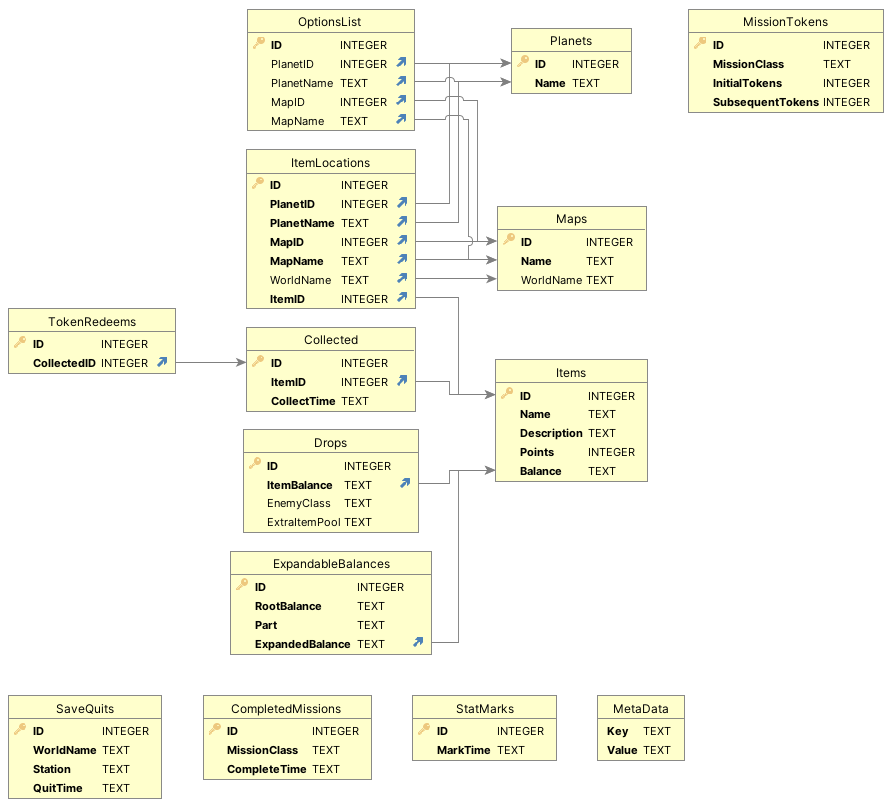 OptionsList
ID INTEGER
PlanetID INTEGER
PlanetName TEXT
MapID INTEGER
MapName TEXT
Planets
ID INTEGER
Name TEXT
MissionTokens
ID INTEGER
MissionClass TEXT
InitialTokens INTEGER
SubsequentTokens INTEGER
ItemLocations
ID INTEGER
PlanetID INTEGER
PlanetName TEXT
MapID INTEGER
MapName TEXT
WorldName TEXT
ItemID INTEGER
Maps
ID INTEGER
Name TEXT
WorldName TEXT
TokenRedeems
ID INTEGER
CollectedID INTEGER
Collected
ID INTEGER
ItemID INTEGER
CollectTime TEXT
Items
ID INTEGER
Name TEXT
Description TEXT
Points INTEGER
Balance TEXT
Drops
ID INTEGER
ItemBalance TEXT
EnemyClass TEXT
ExtraItemPool TEXT
ExpandableBalances
ID INTEGER
RootBalance TEXT
Part TEXT
ExpandedBalance TEXT
SaveQuits
ID INTEGER
WorldName TEXT
Station TEXT
QuitTime TEXT
CompletedMissions
ID INTEGER
MissionClass TEXT
CompleteTime TEXT
StatMarks
ID INTEGER
MarkTime TEXT
MetaData
Key TEXT
Value TEXT